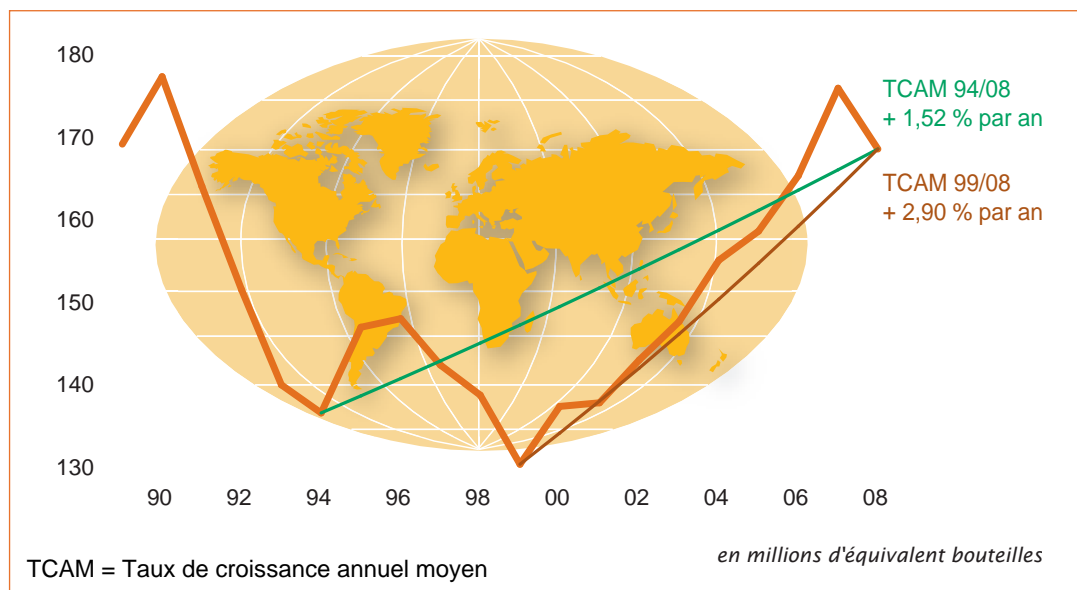 180
170
160
150
140
130
90 92 94 96 98 00 02 04 06 08
TCAM 94/08
+ 1,52 % par an
TCAM 99/08
+ 2,90 % par an
en millions d'équivalent bouteilles
TCAM = Taux de croissance annuel moyen